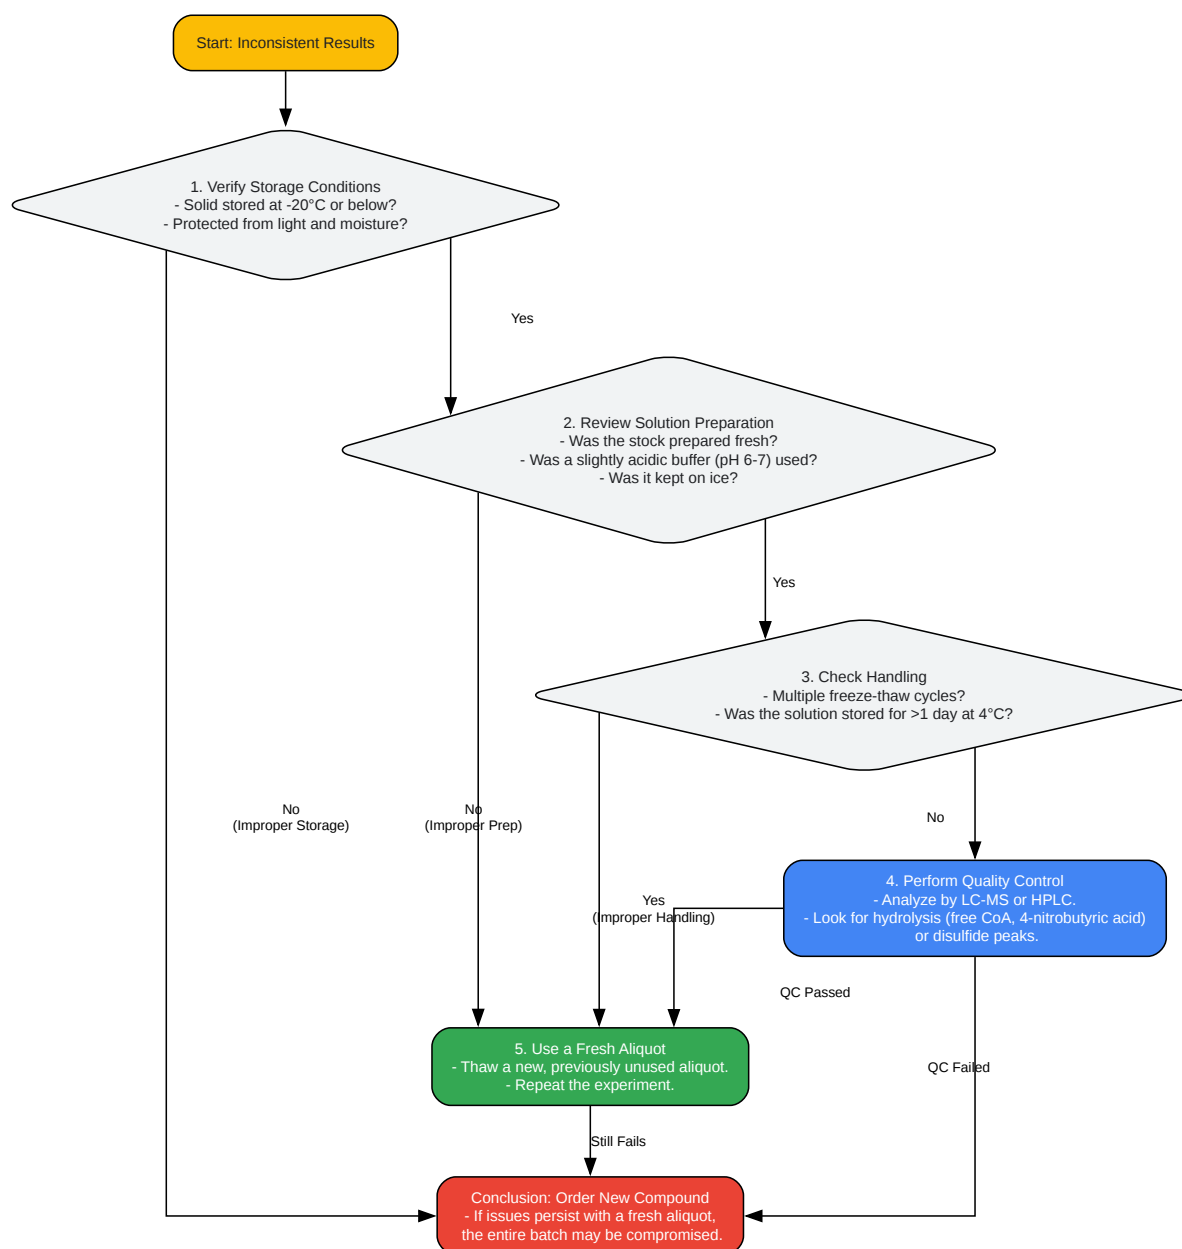 Start: Inconsistent Results
1. Verify Storage Conditions
- Solid stored at -20°C or below?
- Protected from light and moisture?
Yes
2. Review Solution Preparation
- Was the stock prepared fresh?
- Was a slightly acidic buffer (pH 6-7) used?
- Was it kept on ice?
Yes
3. Check Handling
- Multiple freeze-thaw cycles?
- Was the solution stored for >1 day at 4°C?
No
(Improper Storage)
No
(Improper Prep)
No
4. Perform Quality Control
- Analyze by LC-MS or HPLC.
- Look for hydrolysis (free CoA, 4-nitrobutyric acid)
or disulfide peaks.
Yes
(Improper Handling)
QC Passed
5. Use a Fresh Aliquot
- Thaw a new, previously unused aliquot.
- Repeat the experiment.
QC Failed
Still Fails
Conclusion: Order New Compound
- If issues persist with a fresh aliquot,
the entire batch may be compromised.